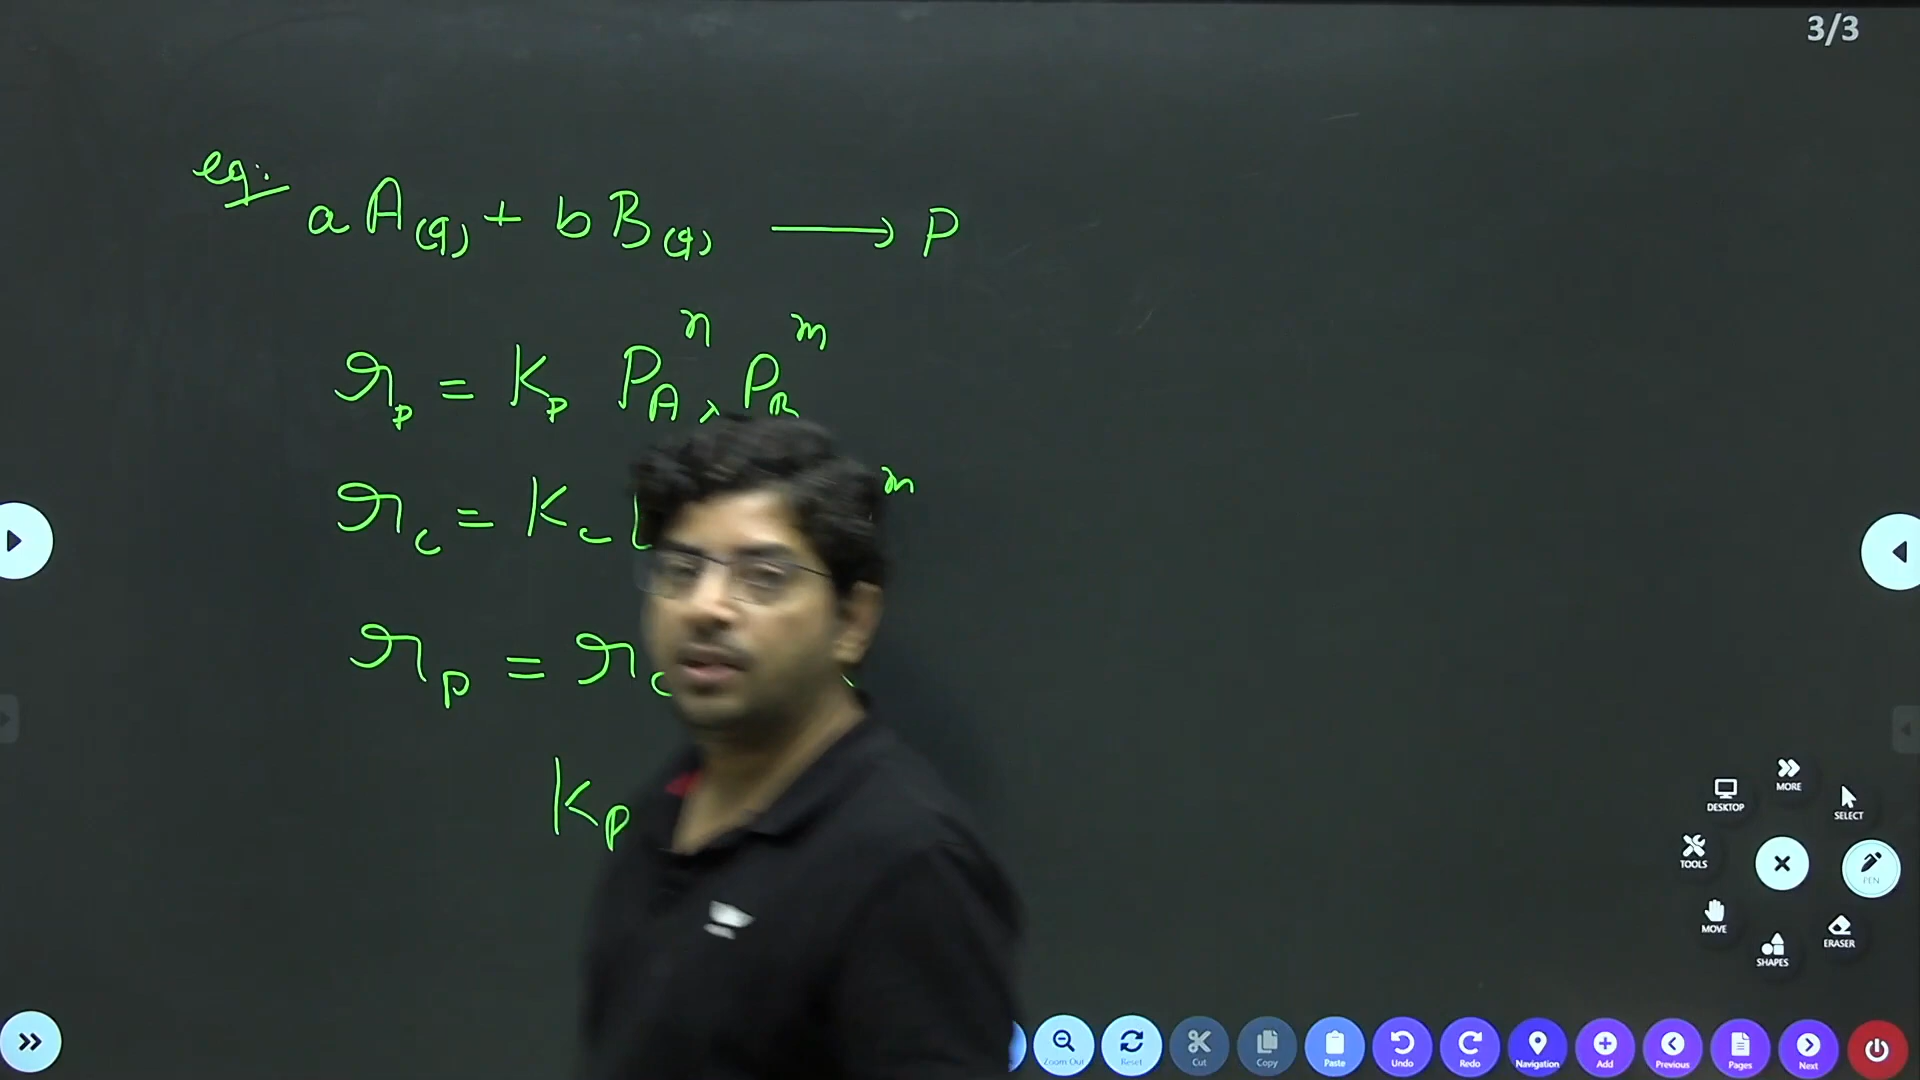 3/3
eg:
aA(g) + bB(g) ⟶ P
r_p = K_p P_A^n × P_B^m
r_c = K_c [ m
r_p = r_c
K_p
DESKTOP
MORE
SELECT
TOOLS
PEN
MOVE
SHAPES
ERASER
Zoom Out Reset Cut Copy Paste Undo Redo Navigation Add Previous Pages Next